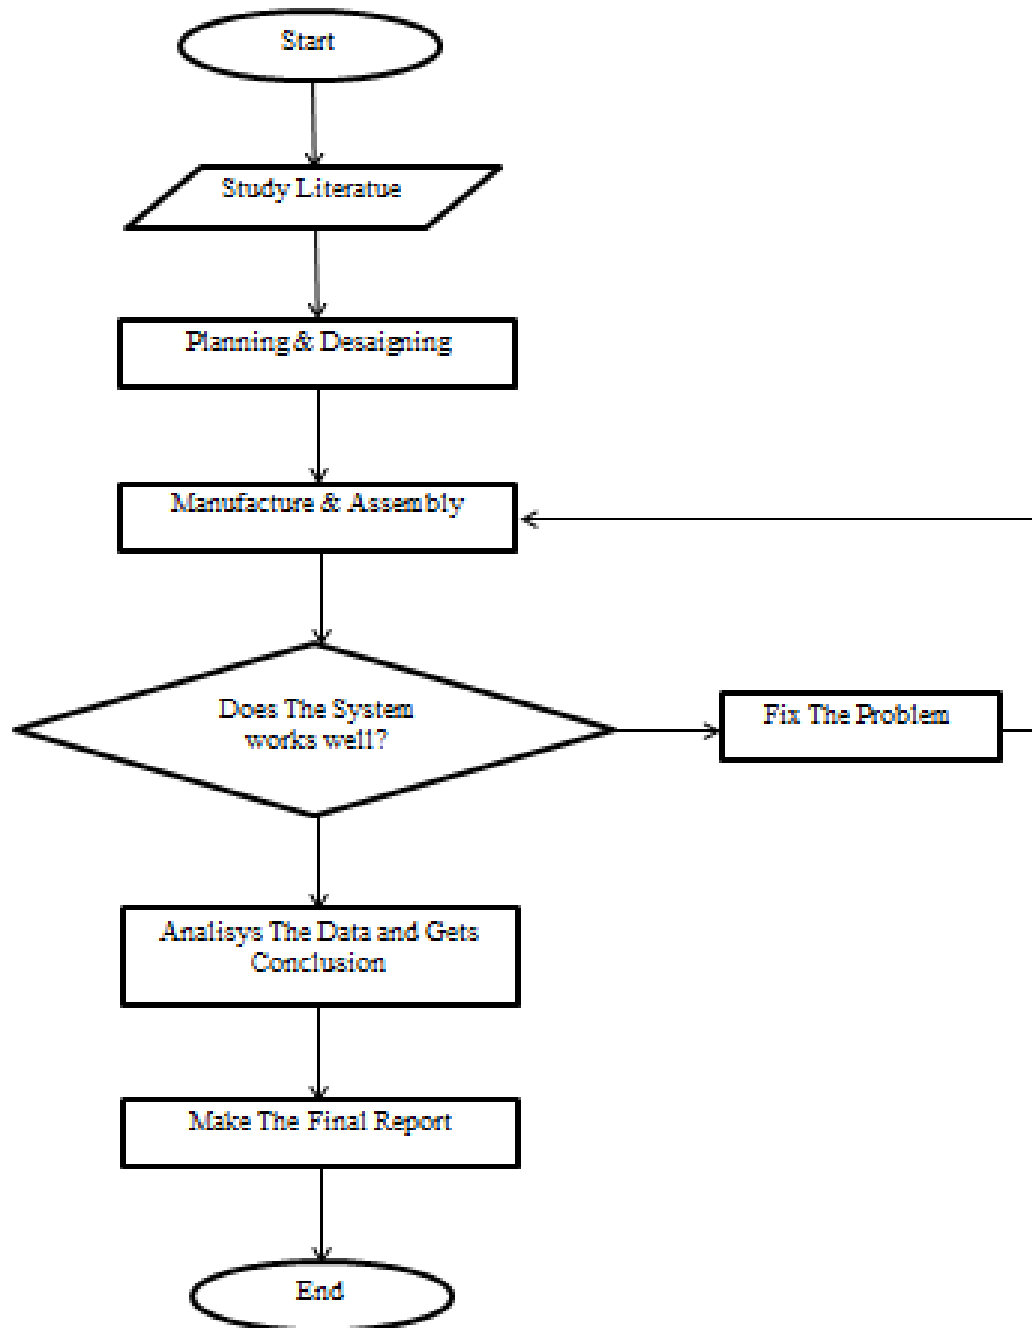 Start
Study Literatue
Planning & Desaigning
Manufacture & Assembly
Does The System
works well?
Fix The Problem
Analisys The Data and Gets
Conclusion
Make The Final Report
End